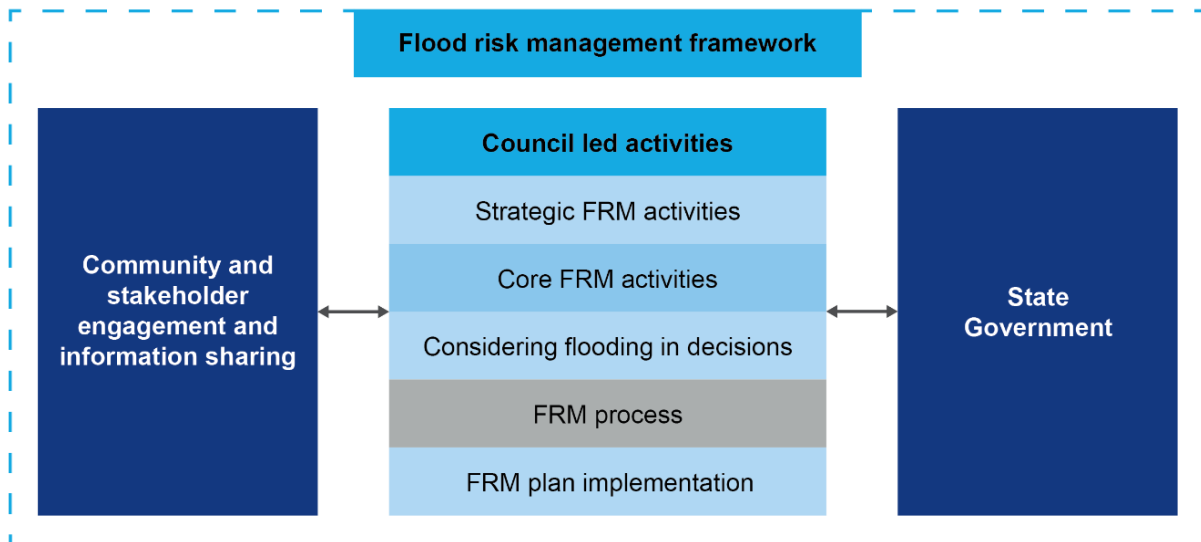 Flood risk management framework
Community and
stakeholder
engagement and
information sharing
Council led activities
Strategic FRM activities
Core FRM activities
Considering flooding in decisions
FRM process
FRM plan implementation
State
Government